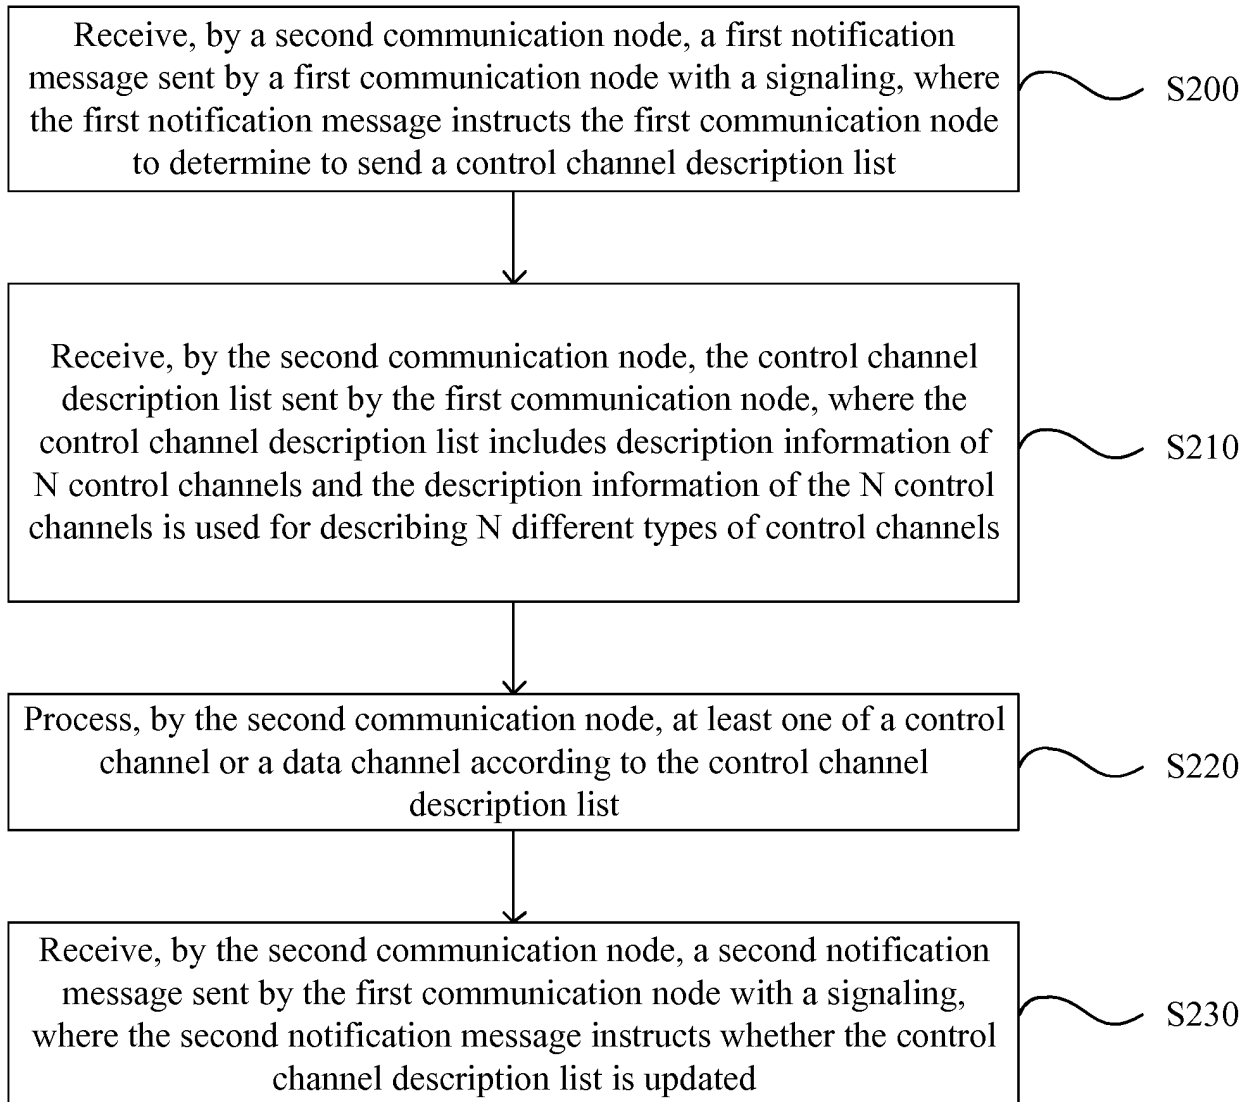 Receive, by a second communication node, a first notification
message sent by a first communication node with a signaling, where
the first notification message instructs the first communication node
to determine to send a control channel description list
S200
Receive, by the second communication node, the control channel
description list sent by the first communication node, where the
control channel description list includes description information of
N control channels and the description information of the N control
channels is used for describing N different types of control channels
S210
Process, by the second communication node, at least one of a control
channel or a data channel according to the control channel
description list
S220
Receive, by the second communication node, a second notification
message sent by the first communication node with a signaling,
where the second notification message instructs whether the control
channel description list is updated
S230